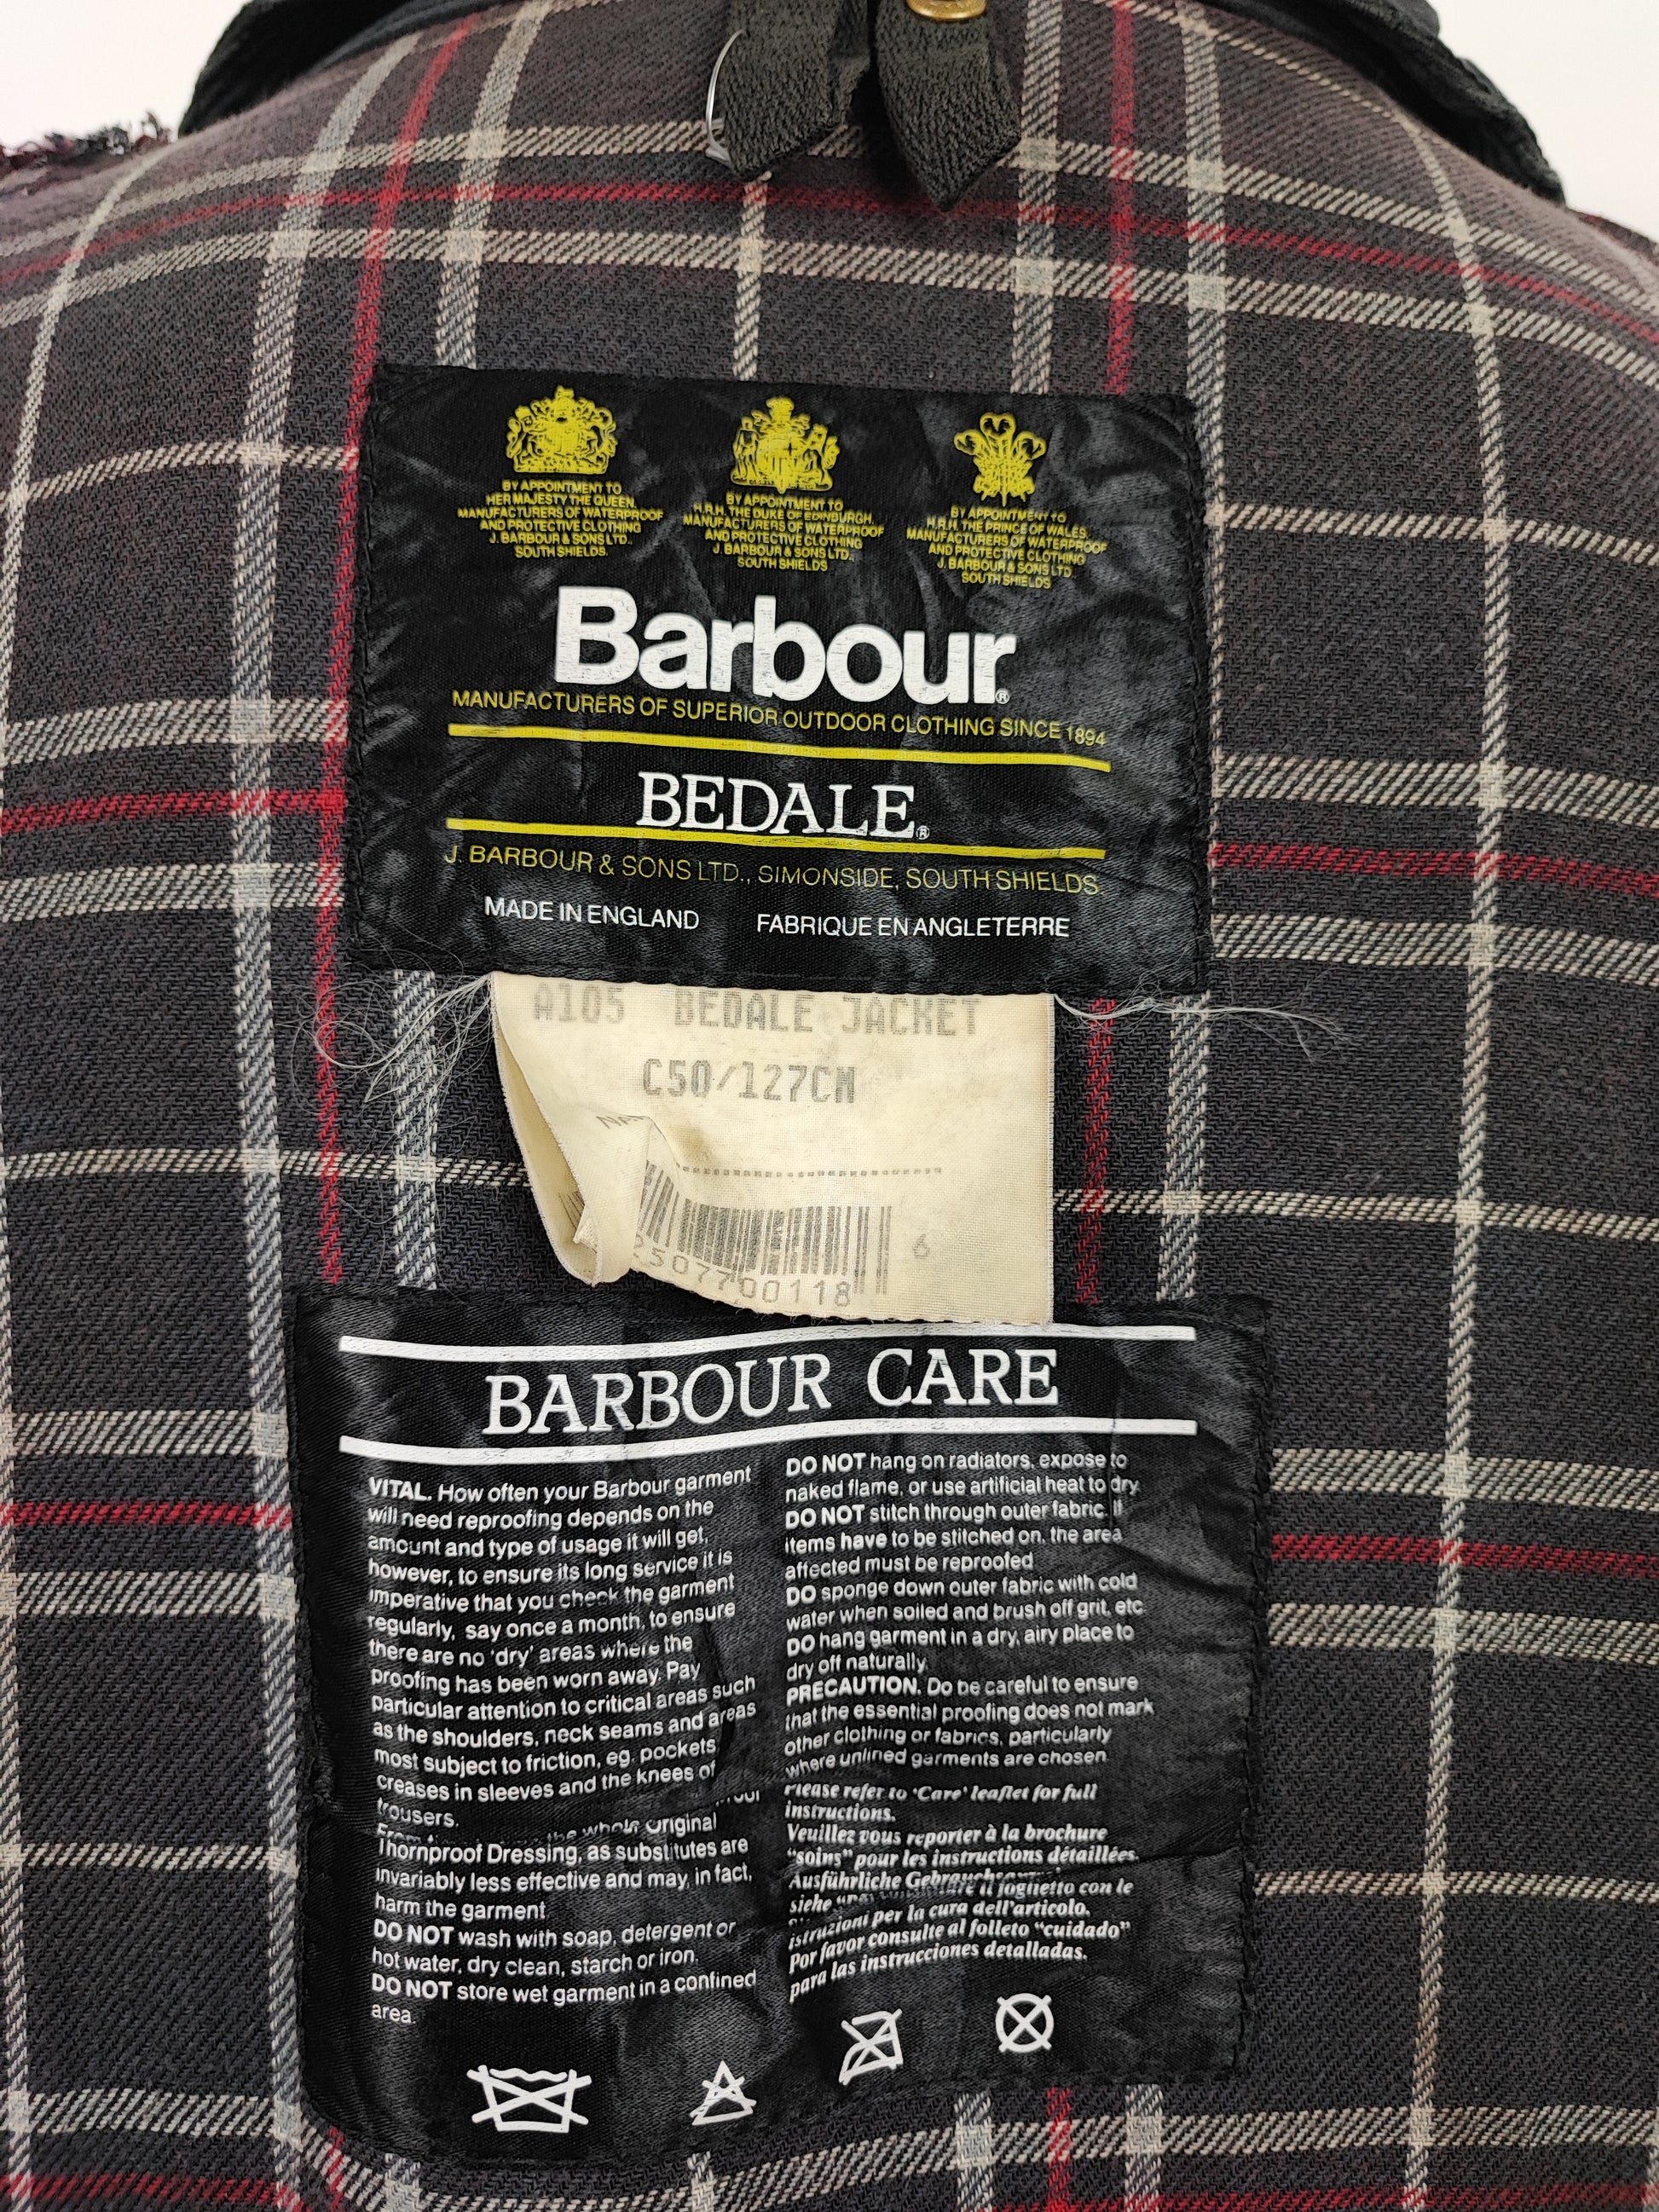 BY APPOINTMENT TO
HER MAJESTY THE QUEEN
MANUFACTURERS OF WATERPROOF
AND PROTECTIVE CLOTHING
J. BARBOUR & SONS LTD.
SOUTH SHIELDS.
BY APPOINTMENT TO
H.R.H. THE DUKE OF EDINBURGH,
MANUFACTURERS OF WATERPROOF
AND PROTECTIVE CLOTHING
J. BARBOUR & SONS LTD.
SOUTH SHIELDS
BY APPOINTMENT TO
H.R.H. THE PRINCE OF WALES,
MANUFACTURERS OF WATERPROOF
AND PROTECTIVE CLOTHING
J. BARBOUR & SONS LTD.
SOUTH SHIELDS
Barbour®
MANUFACTURERS OF SUPERIOR OUTDOOR CLOTHING SINCE 1894
BEDALE®
J. BARBOUR & SONS LTD., SIMONSIDE, SOUTH SHIELDS.
MADE IN ENGLAND FABRIQUE EN ANGLETERRE
A105 BEDALE JACKET
C50/127CM
507700118 6
BARBOUR CARE
VITAL. How often your Barbour garment
will need reproofing depends on the
amount and type of usage it will get,
however, to ensure its long service it is
imperative that you check the garment
regularly, say once a month, to ensure
there are no 'dry' areas where the
proofing has been worn away. Pay
particular attention to critical areas such
as the shoulders, neck seams and areas
most subject to friction, eg. pockets
creases in sleeves and the knees of
trousers.
the whole Original
Thornproof Dressing, as substitutes are
invariably less effective and may, in fact,
harm the garment
DO NOT wash with soap, detergent or
hot water, dry clean, starch or iron.
DO NOT store wet garment in a confined
area.
DO NOT hang on radiators, expose to
naked flame, or use artificial heat to dry
DO NOT stitch through outer fabric. If
items have to be stitched on, the area
affected must be reproofed
DO sponge down outer fabric with cold
water when soiled and brush off grit, etc
DO hang garment in a dry, airy place to
dry off naturally.
PRECAUTION. Do be careful to ensure
that the essential proofing does not mark
other clothing or fabrics, particularly
where unlined garments are chosen
Please refer to 'Care' leaflet for full
instructions.
Veuillez vous reporter à la brochure
"soins" pour les instructions détaillées.
Ausführliche
siehe il foglietto con le
istruzioni per la cura dell'articolo.
Por favor consulte al folleto "cuidado"
para las instrucciones detalladas.